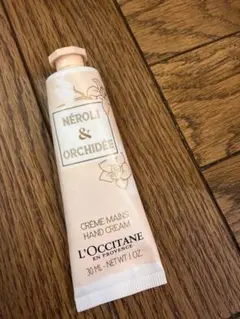 NÉROLI
&
ORCHIDÉE
CRÈME MAINS
HAND CREAM
L'OCCITANE
EN PROVENCE
30 ML - NET WT 1 OZ.